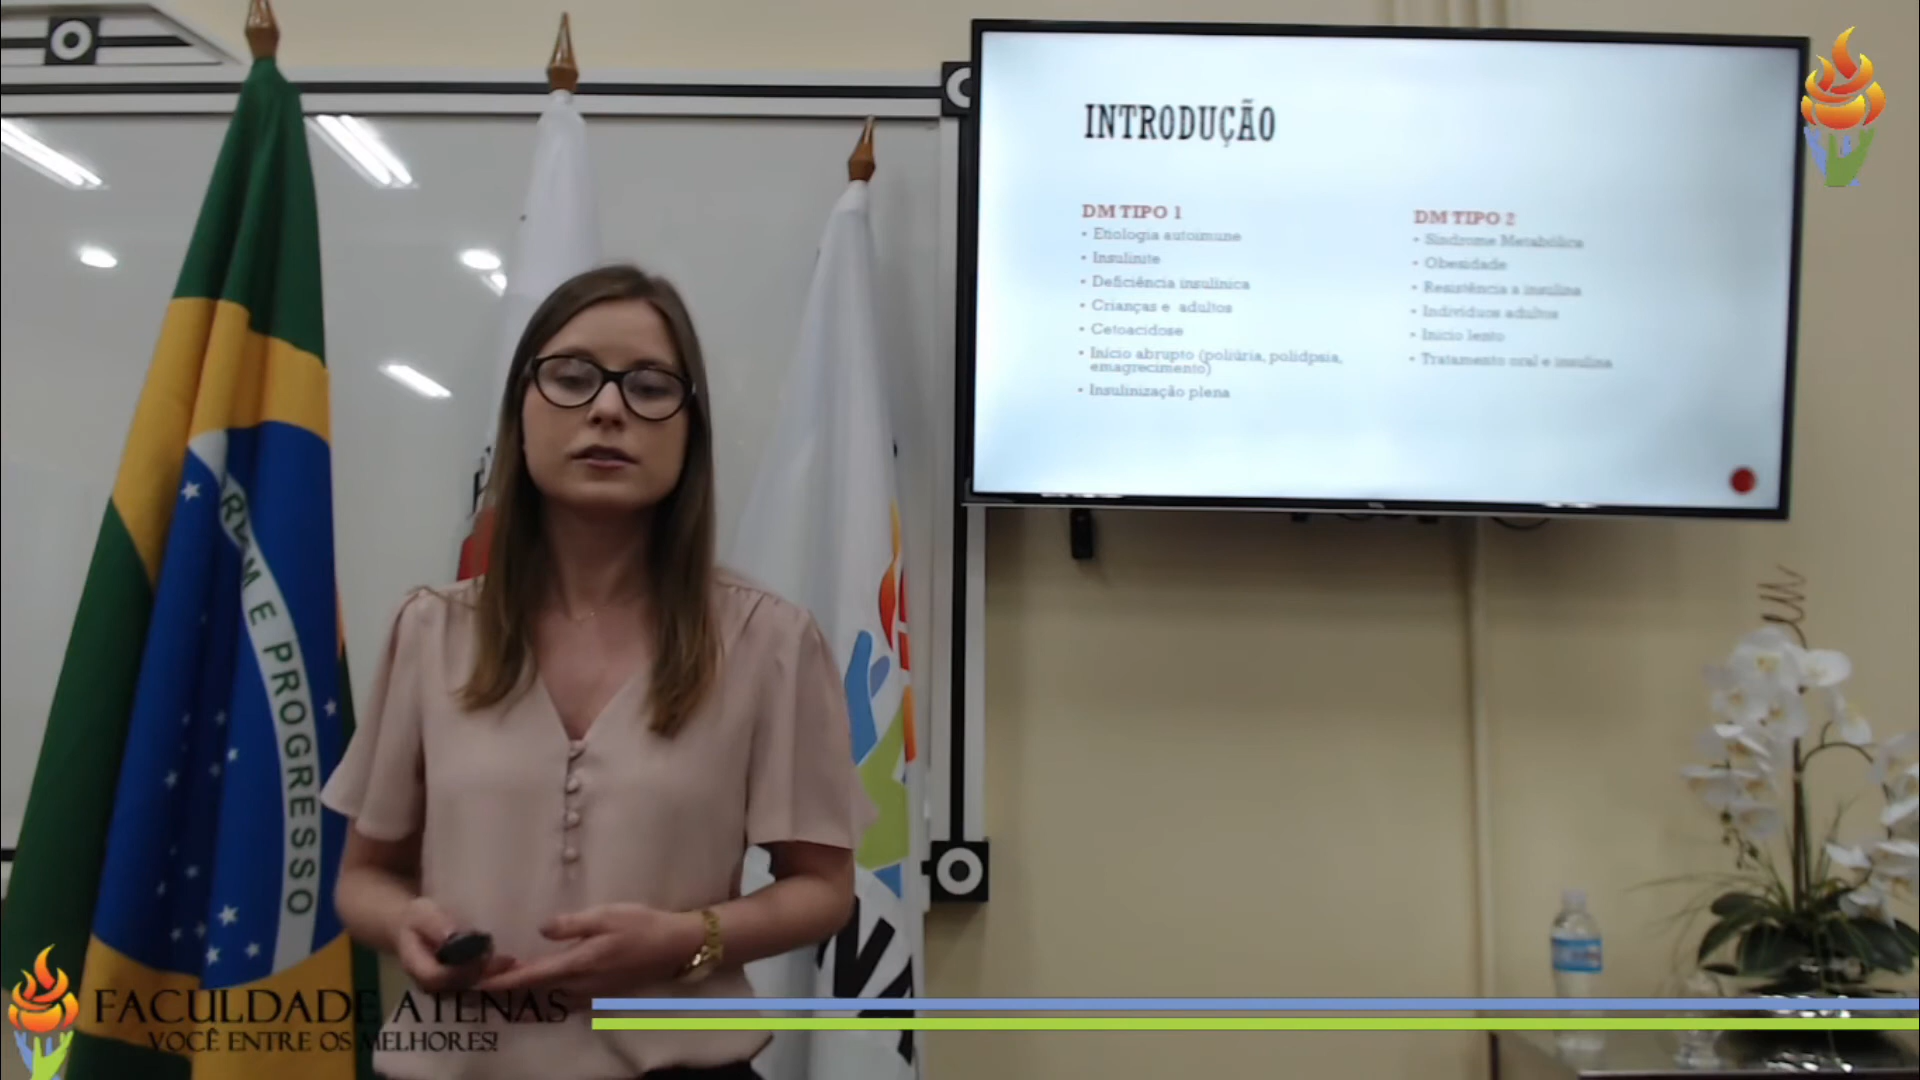 INTRODUÇÃO
DM TIPO 1
• Etiologia autoimune
• Insulinite
• Deficiência insulínica
• Crianças e adultos
• Cetoacidose
• Início abrupto (poliúria, polidpsia,
emagrecimento)
• Insulinização plena
DM TIPO 2
• Síndrome Metabólica
• Obesidade
• Resistência a insulina
• Indivíduos adultos
• Início lento
• Tratamento oral e insulina
RDEM E PROGRESSO
FACULDADE ATENAS
VOCÊ ENTRE OS MELHORES!